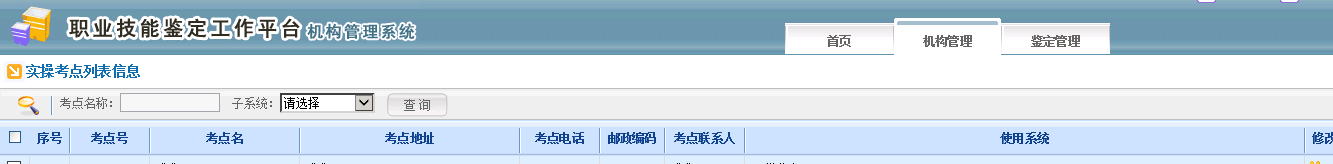 职业技能鉴定工作平台 机构管理系统
首页 机构管理 鉴定管理
实操考点列表信息
考点名称： 子系统： 请选择 查 询
序号 考点号 考点名 考点地址 考点电话 邮政编码 考点联系人 使用系统 修改